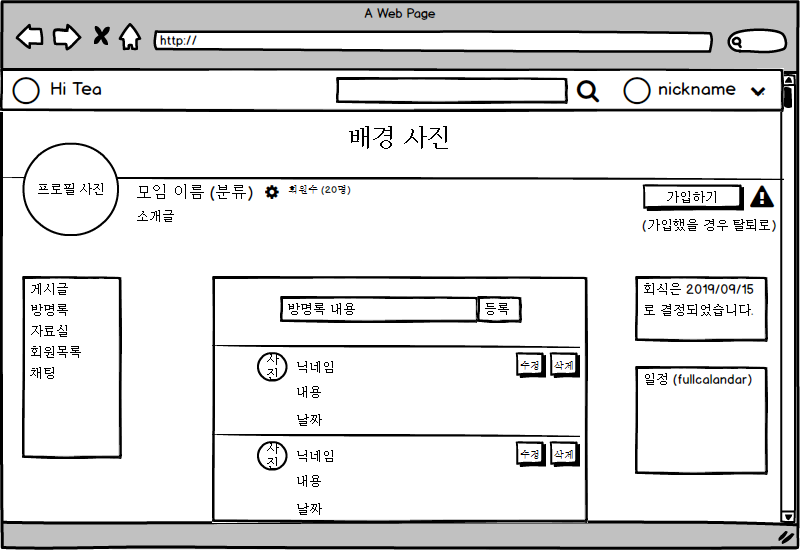 A Web Page
http://
Hi Tea
nickname
배경 사진
프로필 사진
모임 이름 (분류)
회원수 (20명)
소개글
가입하기
(가입했을 경우 탈퇴로)
게시글
방명록
자료실
회원목록
채팅
방명록 내용
등록
사진
닉네임
수정
삭제
내용
날짜
사진
닉네임
수정
삭제
내용
날짜
회식은 2019/09/15
로 결정되었습니다.
일정 (fullcalandar)